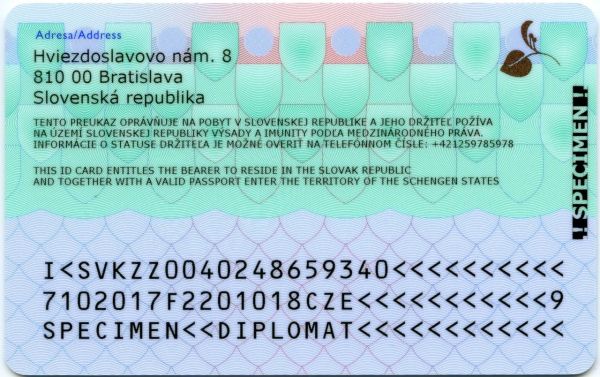 Adresa/Address
Hviezdoslavovo nám. 8
810 00 Bratislava
Slovenská republika
TENTO PREUKAZ OPRÁVŇUJE NA POBYT V SLOVENSKEJ REPUBLIKE A JEHO DRŽITEĽ POŽÍVA
NA ÚZEMÍ SLOVENSKEJ REPUBLIKY VÝSADY A IMUNITY PODĽA MEDZINÁRODNÉHO PRÁVA.
INFORMÁCIE O STATUSE DRŽITEĽA JE MOŽNÉ OVERIŤ NA TELEFÓNNOM ČÍSLE: +421259785978
THIS ID CARD ENTITLES THE BEARER TO RESIDE IN THE SLOVAK REPUBLIC
AND TOGETHER WITH A VALID PASSPORT ENTER THE TERRITORY OF THE SCHENGEN STATES
!! SPECIMEN !!
I<SVKZZ0040248659340<<<<<<<<<<
7102017F2201018CZE<<<<<<<<<<<9
SPECIMEN<<DIPLOMAT<<<<<<<<<<<<